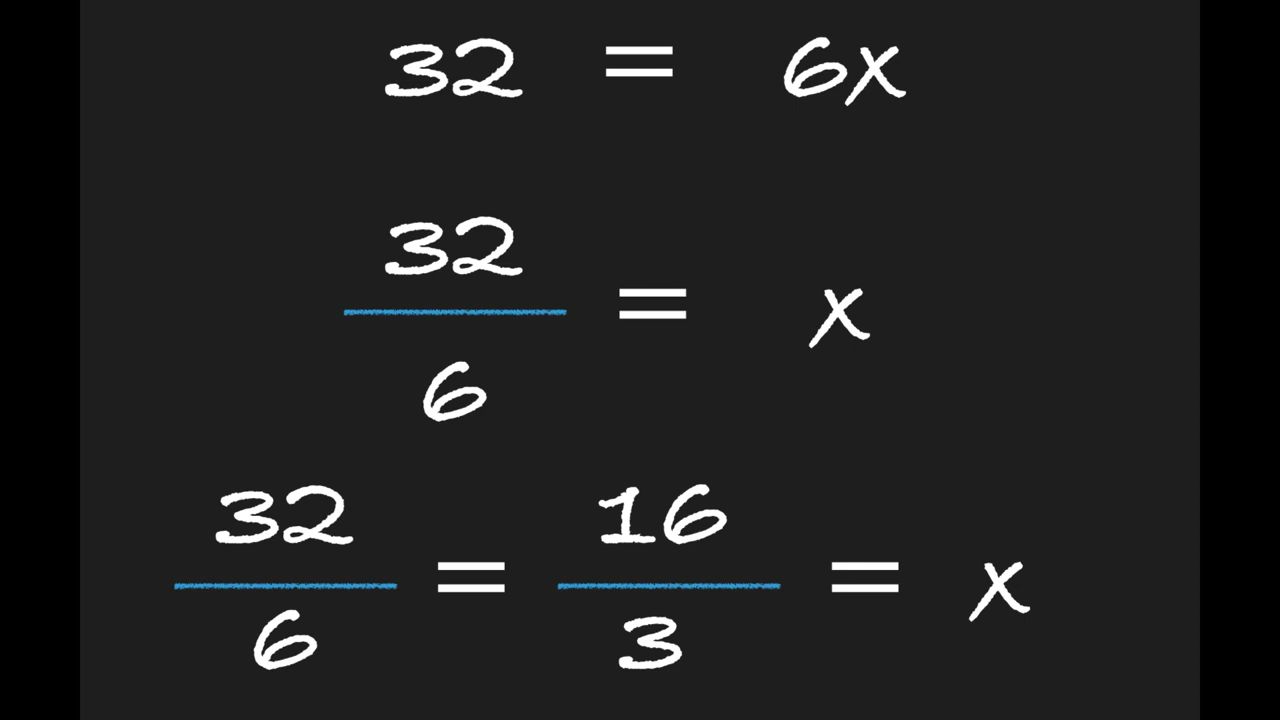 32 = 6x
32
6
= x
32
6
=
16
3
= x